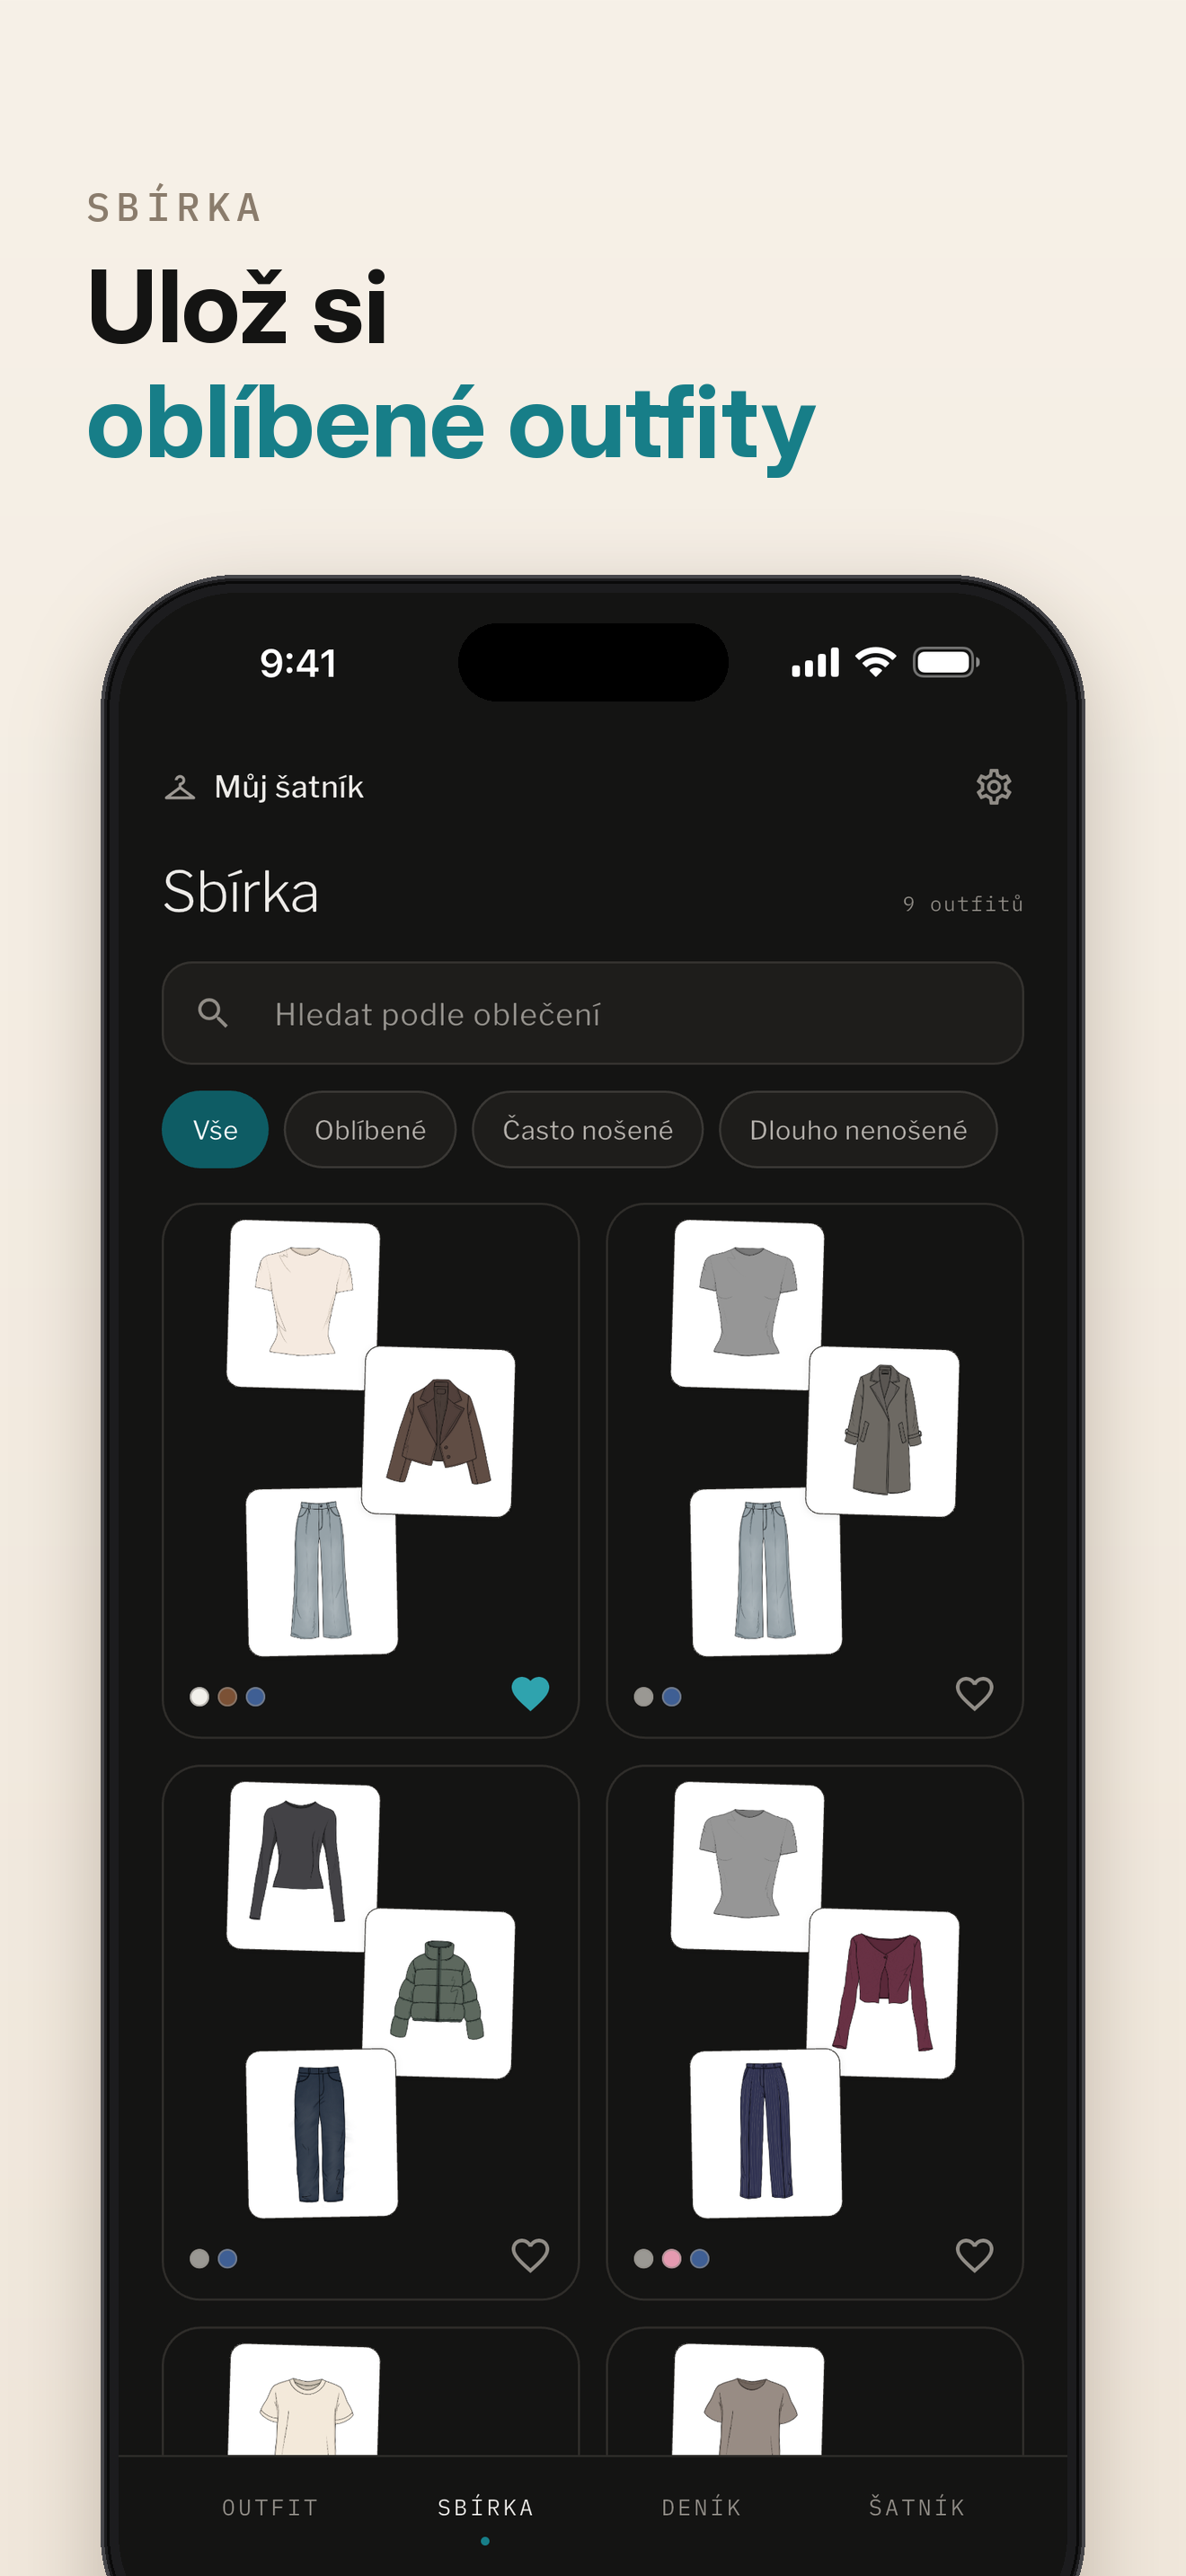 SBÍRKA
Ulož si
oblíbené outfity
9:41
Můj šatník
Sbírka
9 outfitů
Hledat podle oblečení
Vše Oblíbené Často nošené Dlouho nenošené
OUTFIT SBÍRKA DENÍK ŠATNÍK